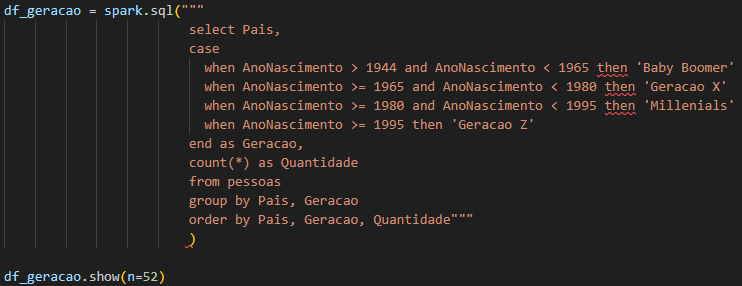 df_geracao = spark.sql("""
select Pais,
case
when AnoNascimento > 1944 and AnoNascimento < 1965 then 'Baby Boomer'
when AnoNascimento >= 1965 and AnoNascimento < 1980 then 'Geracao X'
when AnoNascimento >= 1980 and AnoNascimento < 1995 then 'Millenials'
when AnoNascimento >= 1995 then 'Geracao Z'
end as Geracao,
count(*) as Quantidade
from pessoas
group by Pais, Geracao
order by Pais, Geracao, Quantidade"""
)
df_geracao.show(n=52)